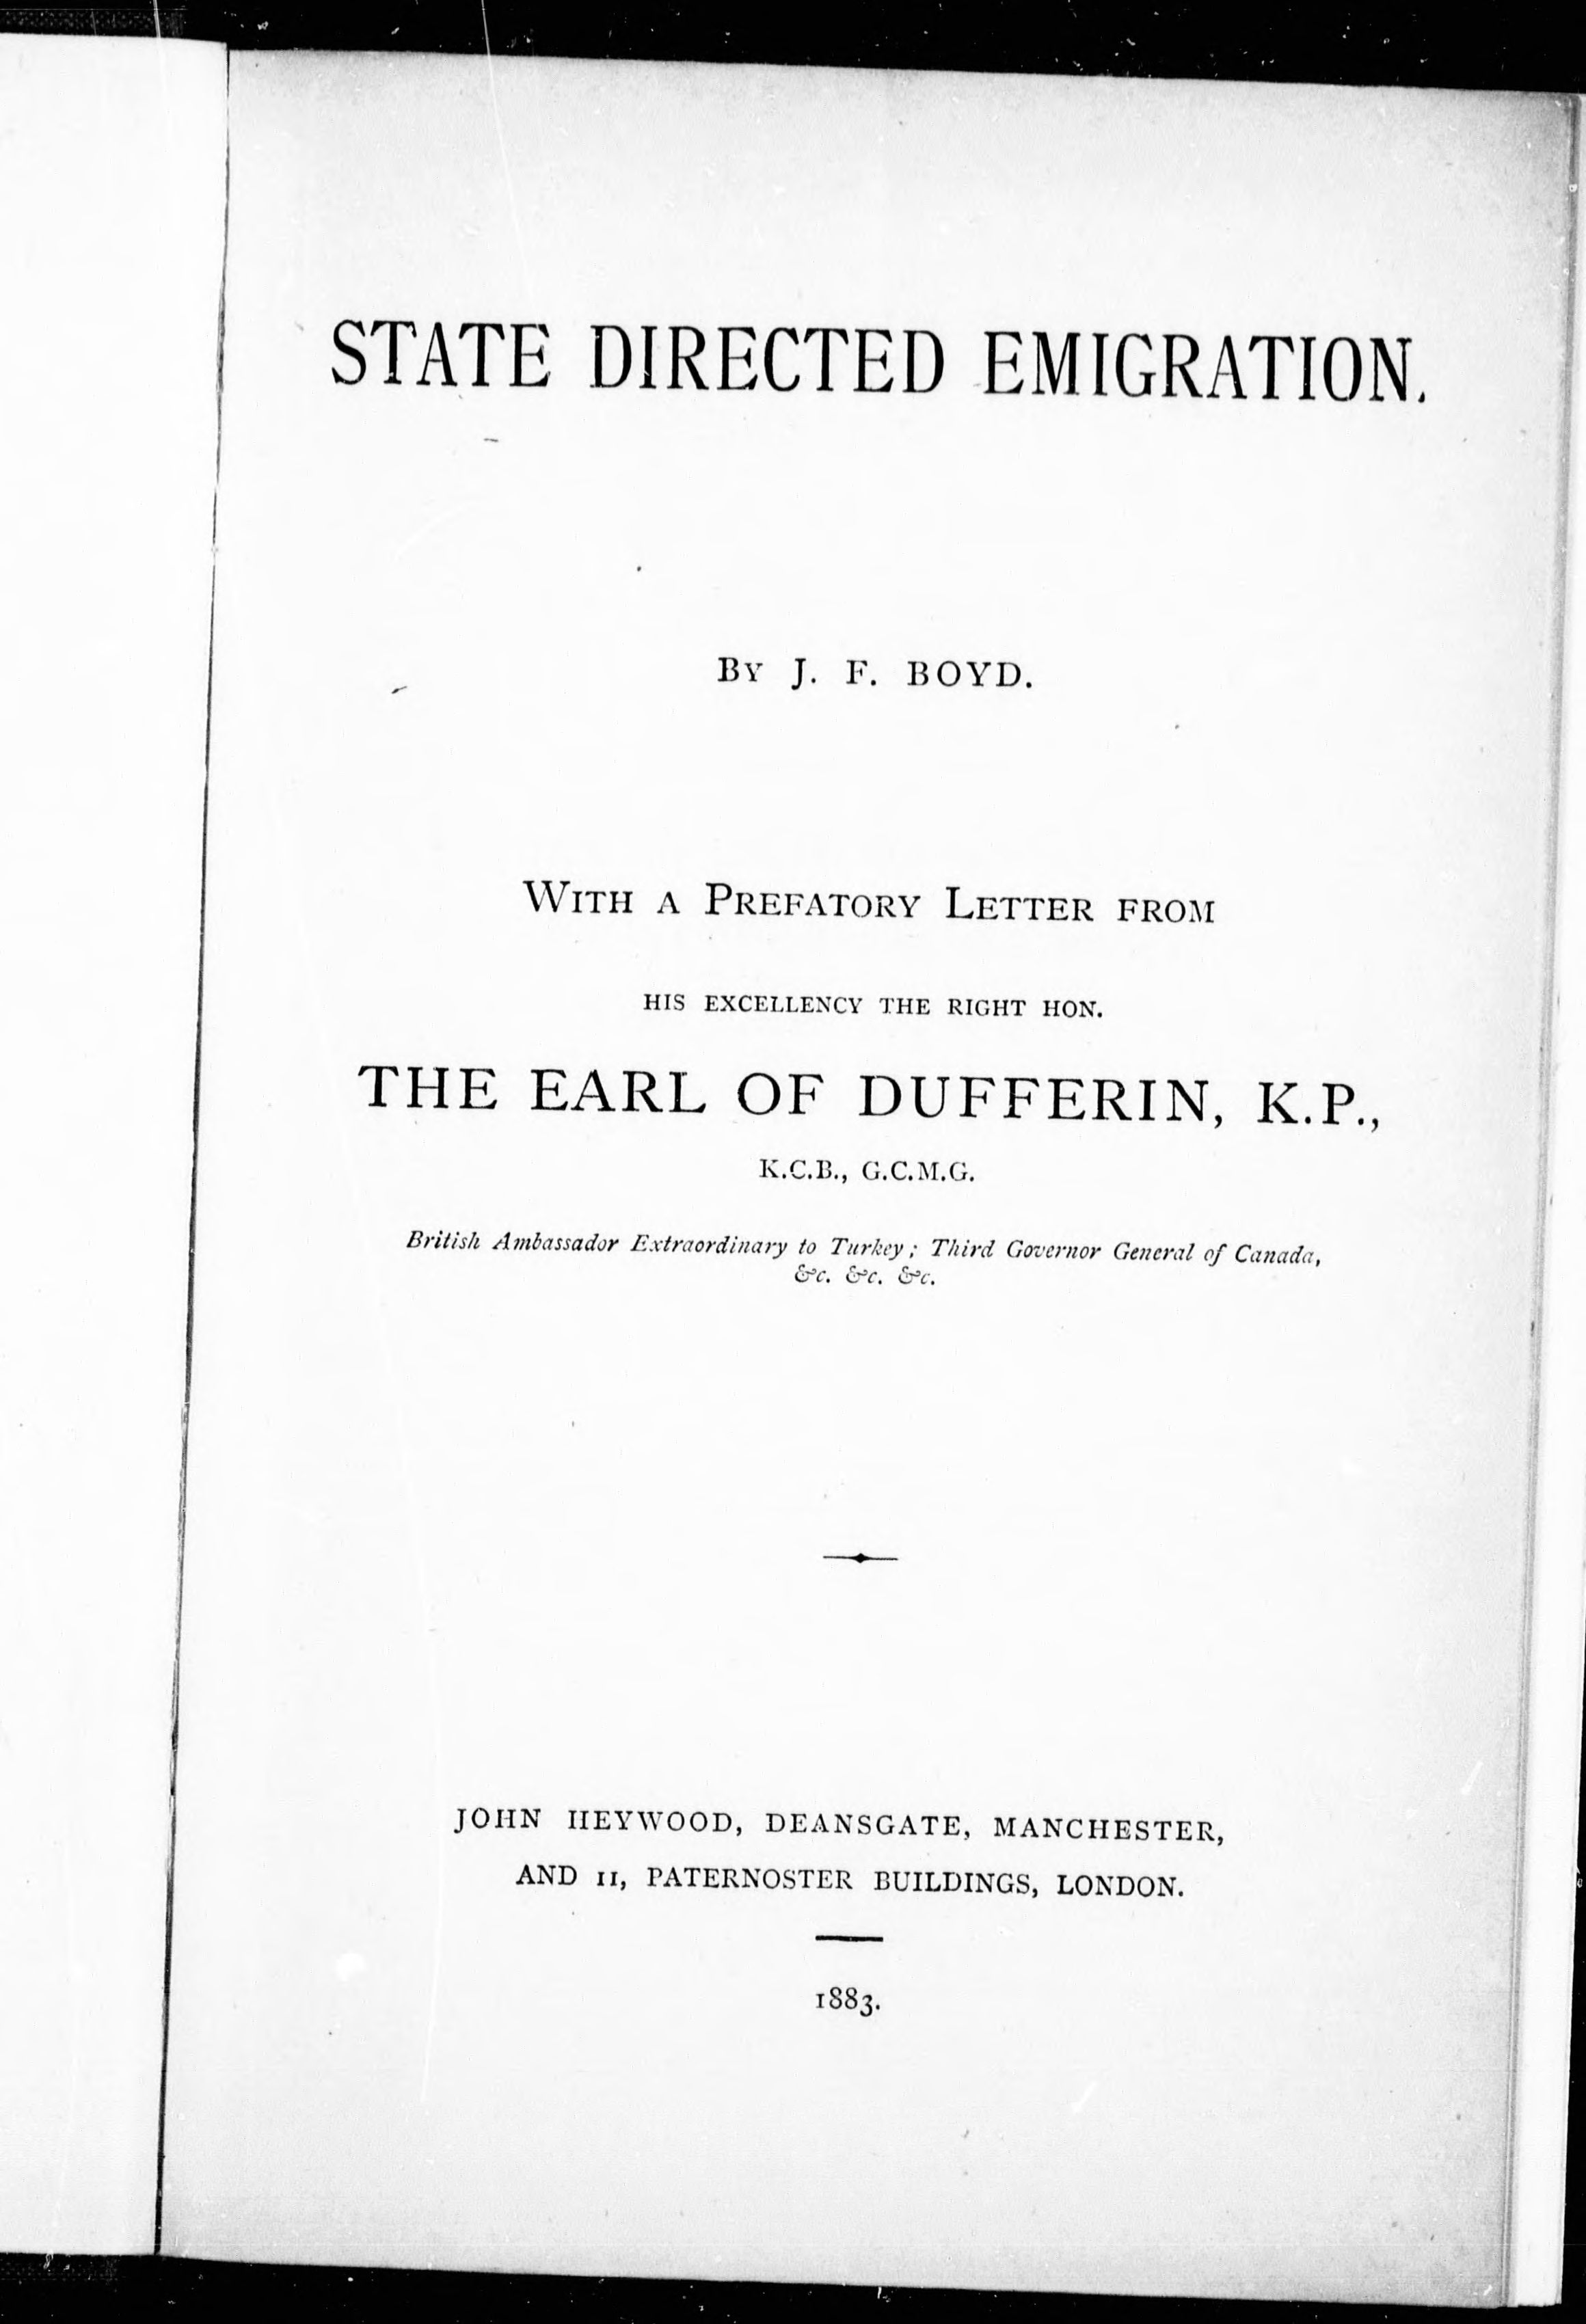 STATE DIRECTED EMIGRATION.
BY J. F. BOYD.
WITH A PREFATORY LETTER FROM
HIS EXCELLENCY THE RIGHT HON.
THE EARL OF DUFFERIN, K.P.,
K.C.B., G.C.M.G.
British Ambassador Extraordinary to Turkey; Third Governor General of Canada,
&c. &c. &c.
JOHN HEYWOOD, DEANSGATE, MANCHESTER,
AND 11, PATERNOSTER BUILDINGS, LONDON.
1883.